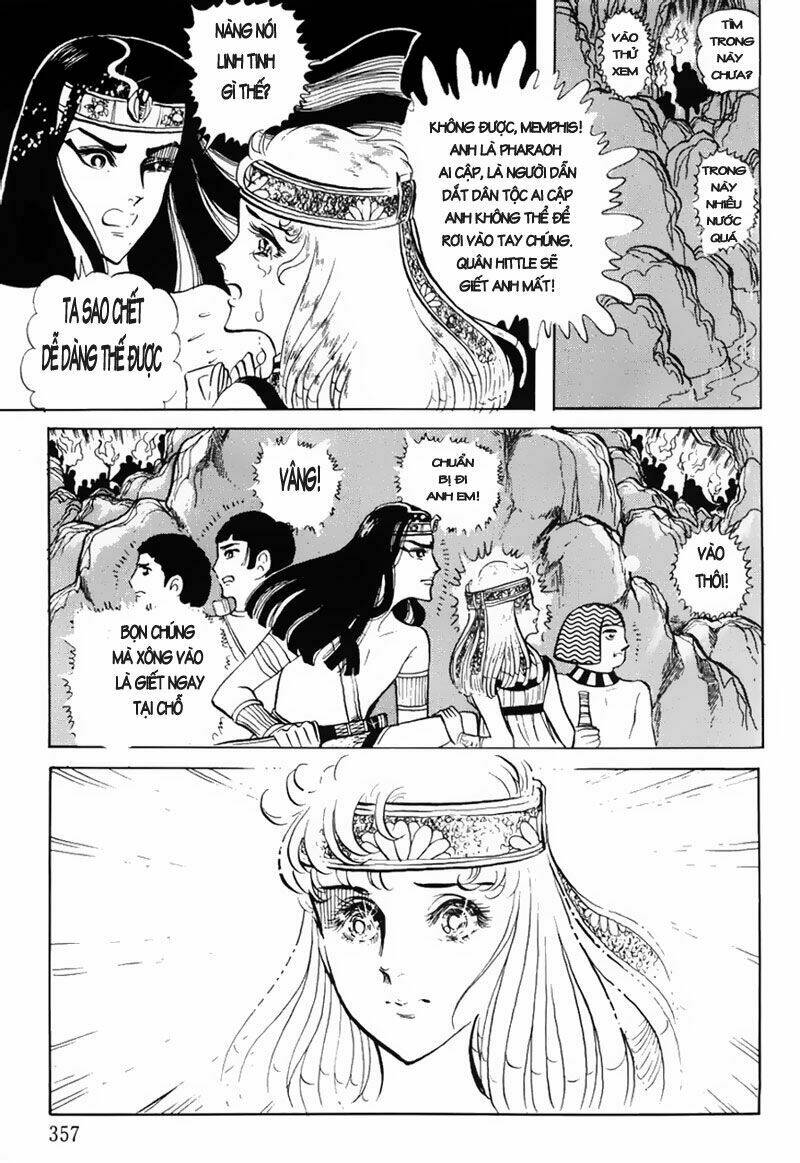 TÌM
TRONG
NÀY
CHƯA?
VÀO
THỬ
XEM
TRONG
NÀY
NHIỀU
NƯỚC
QUÁ
KHÔNG ĐƯỢC, MEMPHIS!
ANH LÀ PHARAOH
AI CẬP, LÀ NGƯỜI DẪN
DẮT DÂN TỘC AI CẬP
ANH KHÔNG THỂ ĐỂ
RƠI VÀO TAY CHÚNG.
QUÂN HITTLE SẼ
GIẾT ANH MẤT!
NÀNG NÓI
LINH TINH
GÌ THẾ?
TA SAO CHẾT
DỄ DÀNG THẾ ĐƯỢC
VÀO
THÔI!
CHUẨN
BỊ ĐI
ANH EM!
VÂNG!
BỌN CHÚNG
MÀ XÔNG VÀO
LÀ GIẾT NGAY
TẠI CHỖ
357